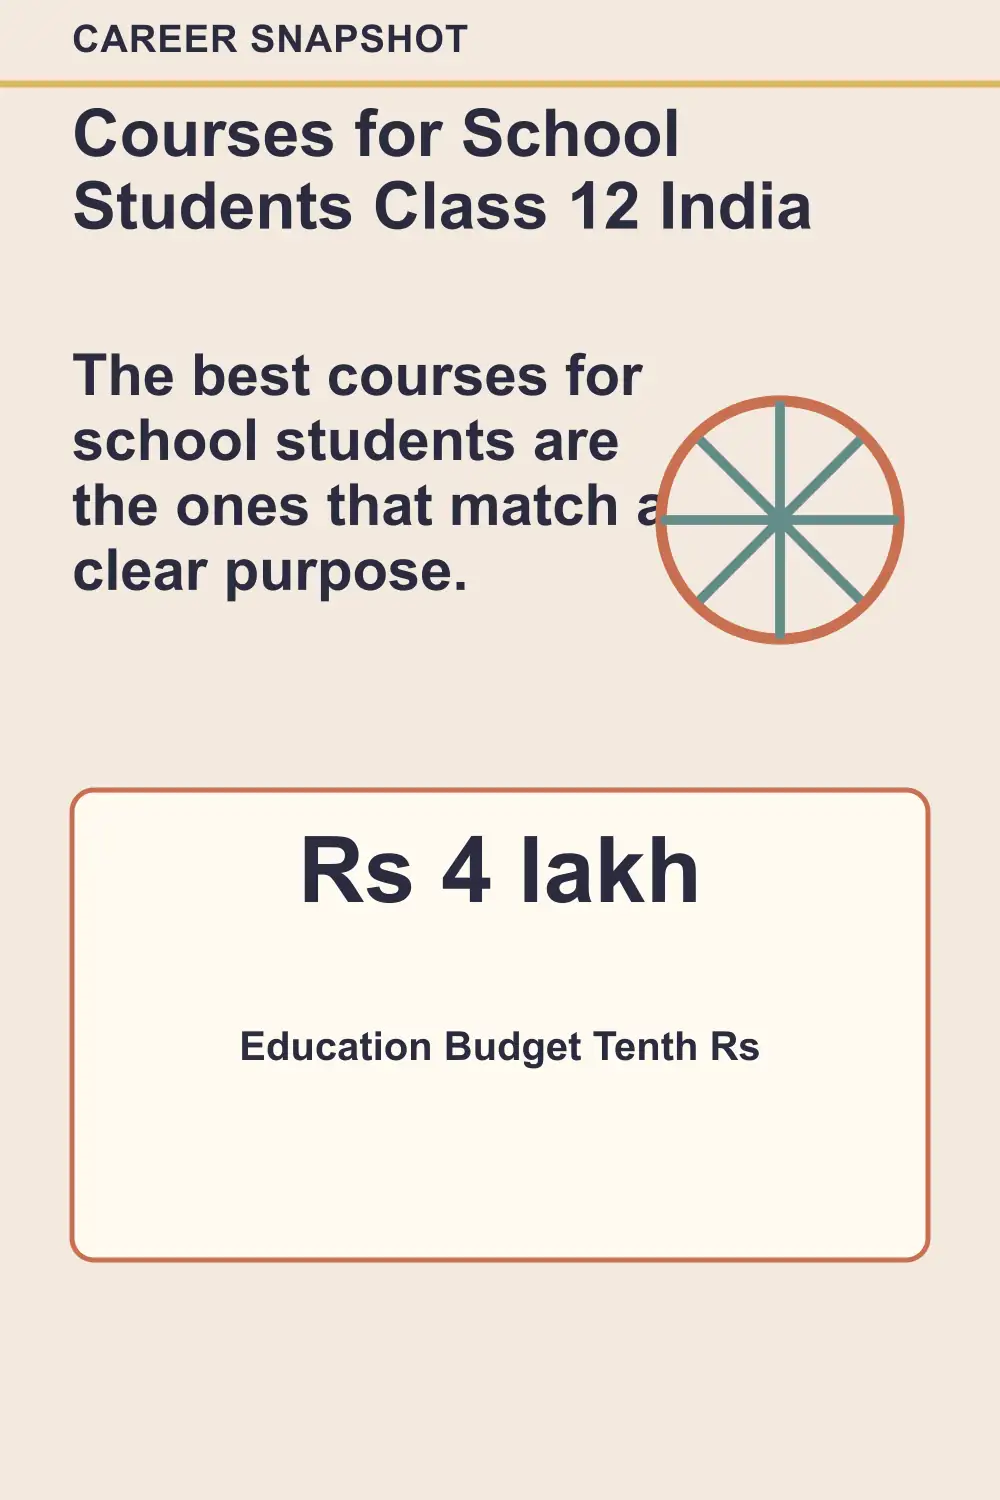 CAREER SNAPSHOT
Courses for School
Students Class 12 India
The best courses for
school students are
the ones that match a
clear purpose.
Rs 4 lakh
Education Budget Tenth Rs